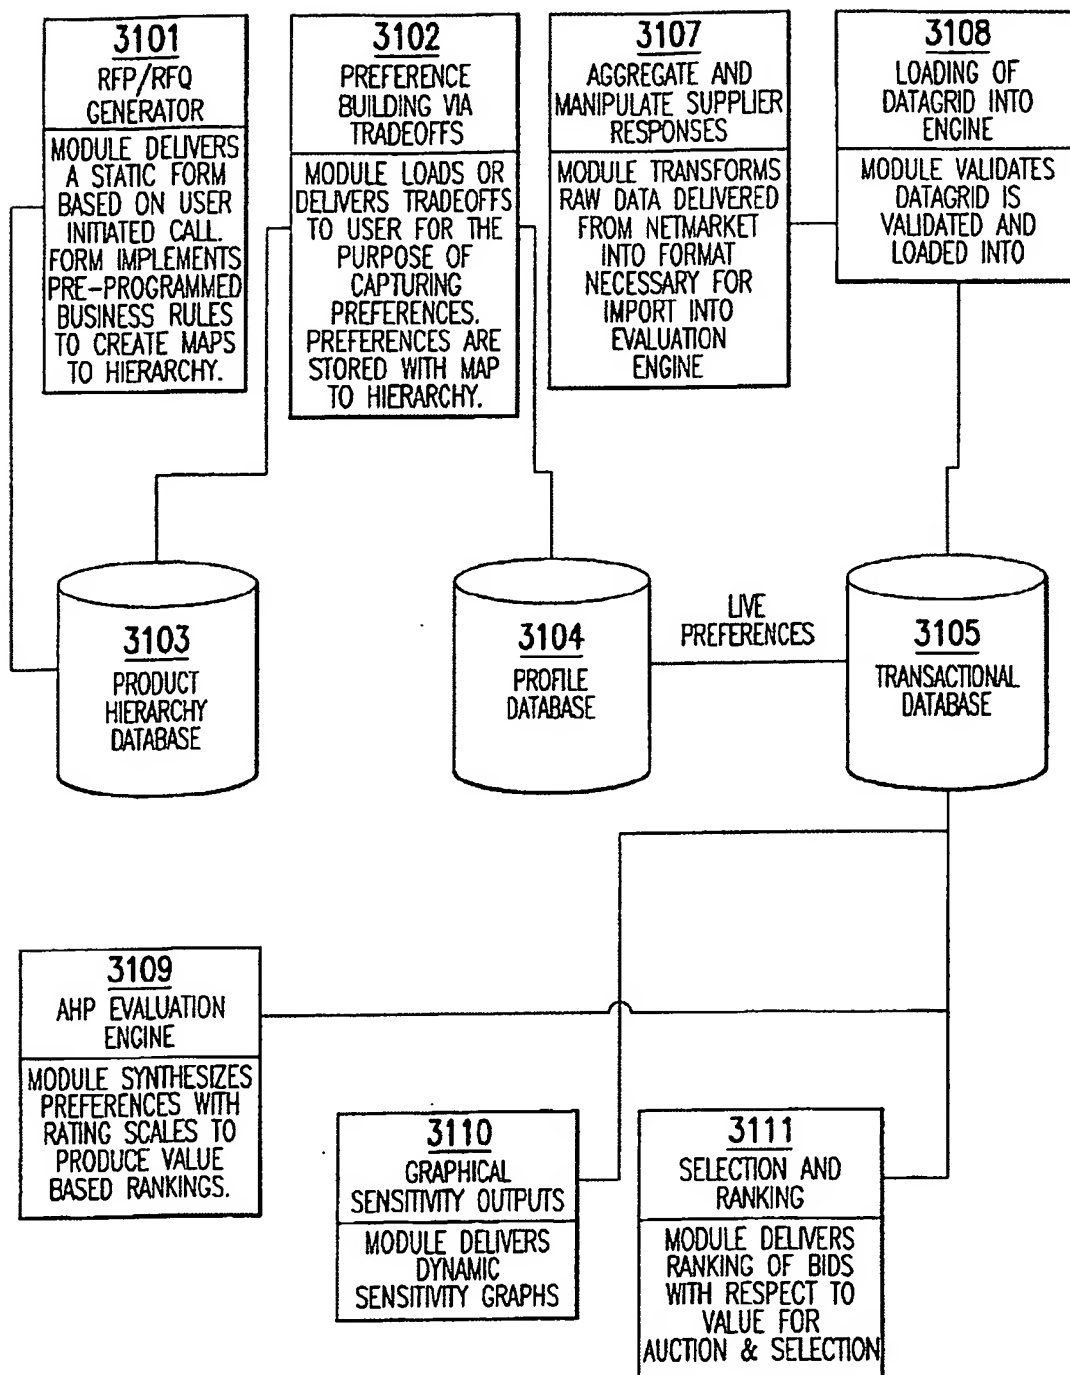 3101
RFP/RFQ
GENERATOR
MODULE DELIVERS
A STATIC FORM
BASED ON USER
INITIATED CALL.
FORM IMPLEMENTS
PRE-PROGRAMMED
BUSINESS RULES
TO CREATE MAPS
TO HIERARCHY.
3102
PREFERENCE
BUILDING VIA
TRADEOFFS
MODULE LOADS OR
DELIVERS TRADEOFFS
TO USER FOR THE
PURPOSE OF
CAPTURING
PREFERENCES.
PREFERENCES ARE
STORED WITH MAP
TO HIERARCHY.
3107
AGGREGATE AND
MANIPULATE SUPPLIER
RESPONSES
MODULE TRANSFORMS
RAW DATA DELIVERED
FROM NETMARKET
INTO FORMAT
NECESSARY FOR
IMPORT INTO
EVALUATION
ENGINE
3108
LOADING OF
DATAGRID INTO
ENGINE
MODULE VALIDATES
DATAGRID IS
VALIDATED AND
LOADED INTO
3103
PRODUCT
HIERARCHY
DATABASE
3104
PROFILE
DATABASE
LIVE
PREFERENCES
3105
TRANSACTIONAL
DATABASE
3109
AHP EVALUATION
ENGINE
MODULE SYNTHESIZES
PREFERENCES WITH
RATING SCALES TO
PRODUCE VALUE
BASED RANKINGS.
3110
GRAPHICAL
SENSITIVITY OUTPUTS
MODULE DELIVERS
DYNAMIC
SENSITIVITY GRAPHS
3111
SELECTION AND
RANKING
MODULE DELIVERS
RANKING OF BIDS
WITH RESPECT TO
VALUE FOR
AUCTION & SELECTION